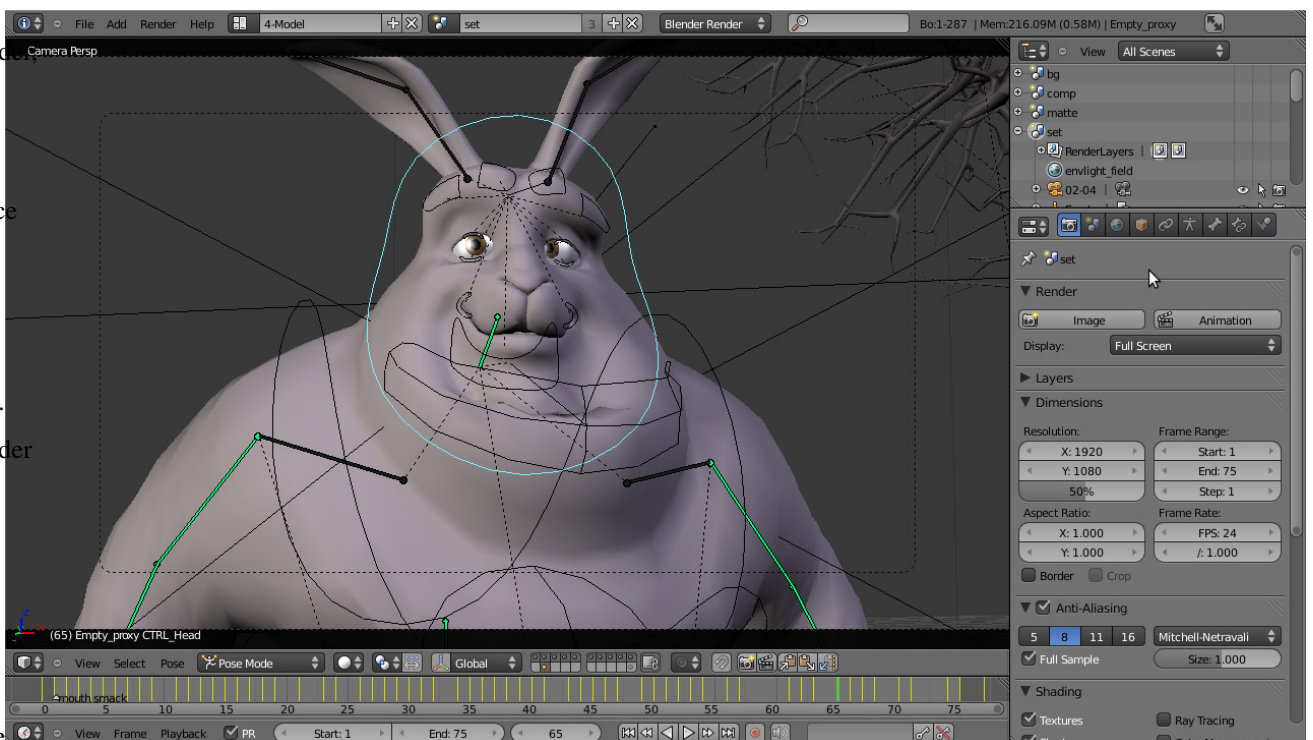 File Add Render Help 4-Model set 3 Blender Render Bo:1-287 | Mem:216.09M (0.58M) | Empty_proxy
Camera Persp
View All Scenes
bg
comp
matte
set
RenderLayers |
envlight_field
02-04 |
set
Render
Image Animation
Display: Full Screen
Layers
Dimensions
Resolution: Frame Range:
X: 1920 Start: 1
Y: 1080 End: 75
50% Step: 1
Aspect Ratio: Frame Rate:
X: 1.000 FPS: 24
Y: 1.000 /: 1.000
Border Crop
Anti-Aliasing
5 8 11 16 Mitchell-Netravali
Full Sample Size: 1.000
Shading
Textures Ray Tracing
(65) Empty_proxy CTRL_Head
View Select Pose Pose Mode Global
mouth smack
0 5 10 15 20 25 30 35 40 45 50 55 60 65 70 75
View Frame Playback PR Start: 1 End: 75 65